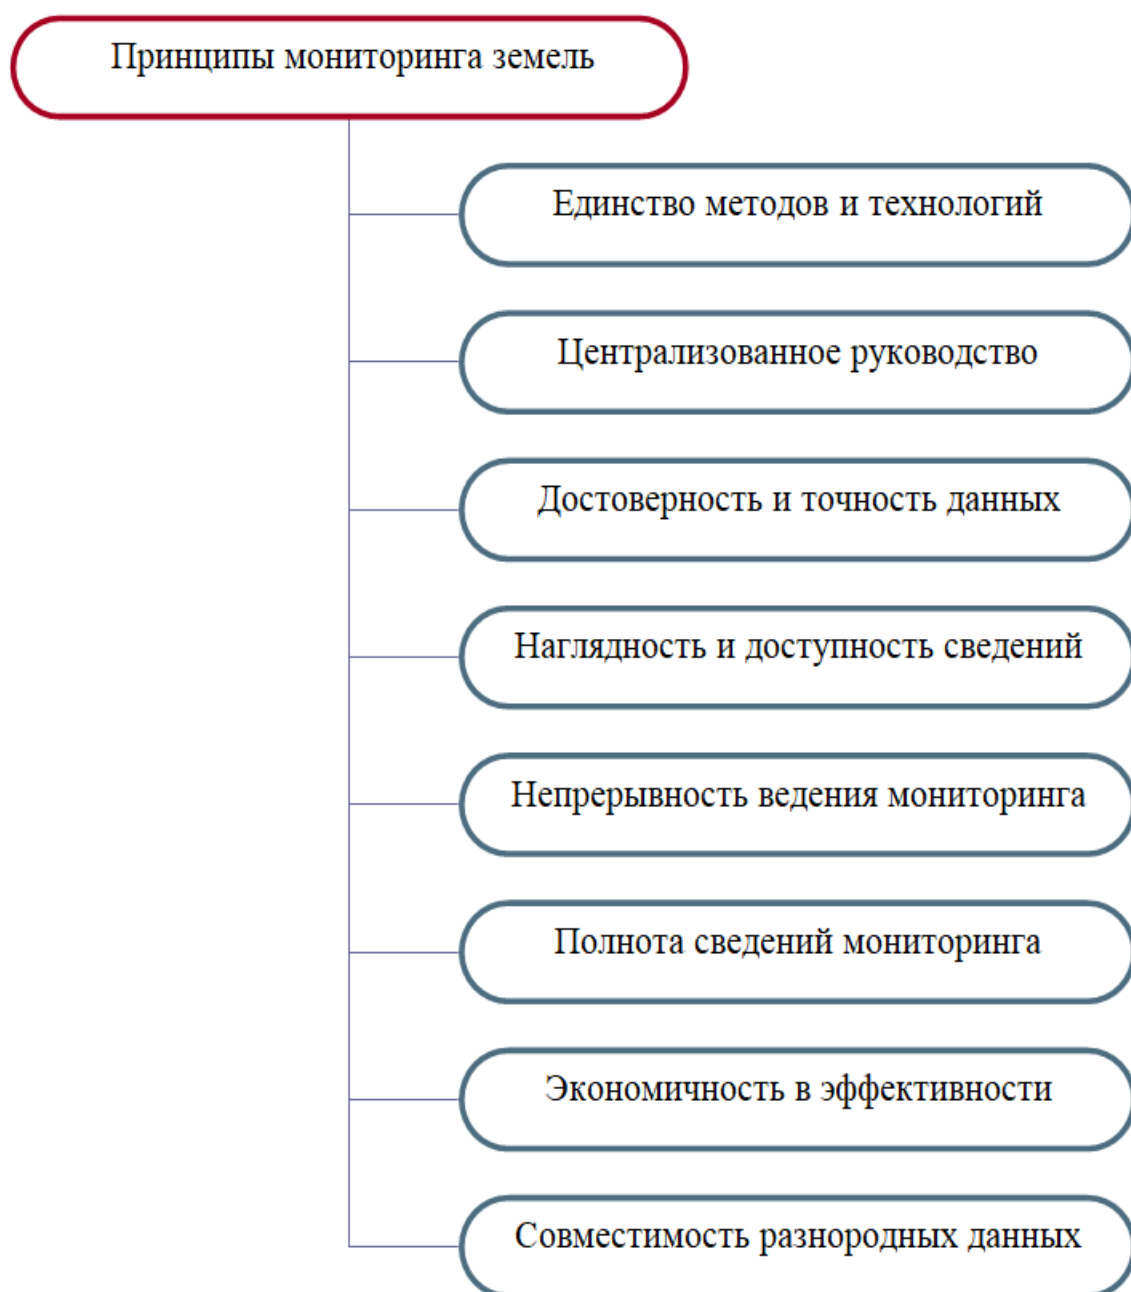 Принципы мониторинга земель
Единство методов и технологий
Централизованное руководство
Достоверность и точность данных
Наглядность и доступность сведений
Непрерывность ведения мониторинга
Полнота сведений мониторинга
Экономичность в эффективности
Совместимость разнородных данных